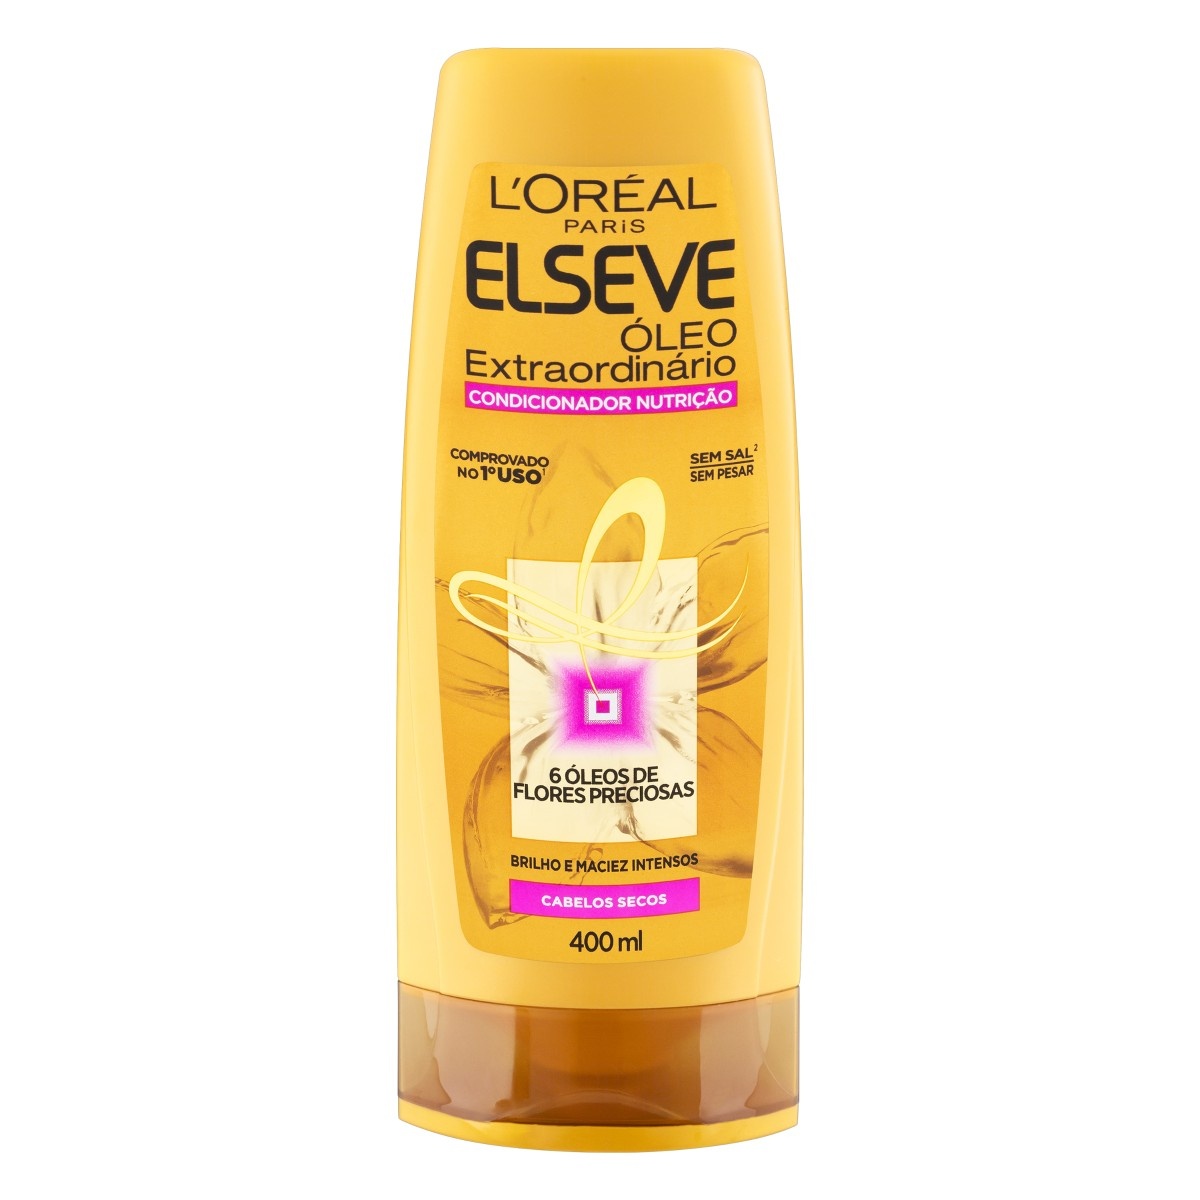 L'ORÉAL
PARiS
ELSEVE
ÓLEO
Extraordinário
CONDICIONADOR NUTRIÇÃO
COMPROVADO
NO 1º USO¹
SEM SAL²
SEM PESAR
6 ÓLEOS DE
FLORES PRECIOSAS
BRILHO E MACIEZ INTENSOS
CABELOS SECOS
400 ml